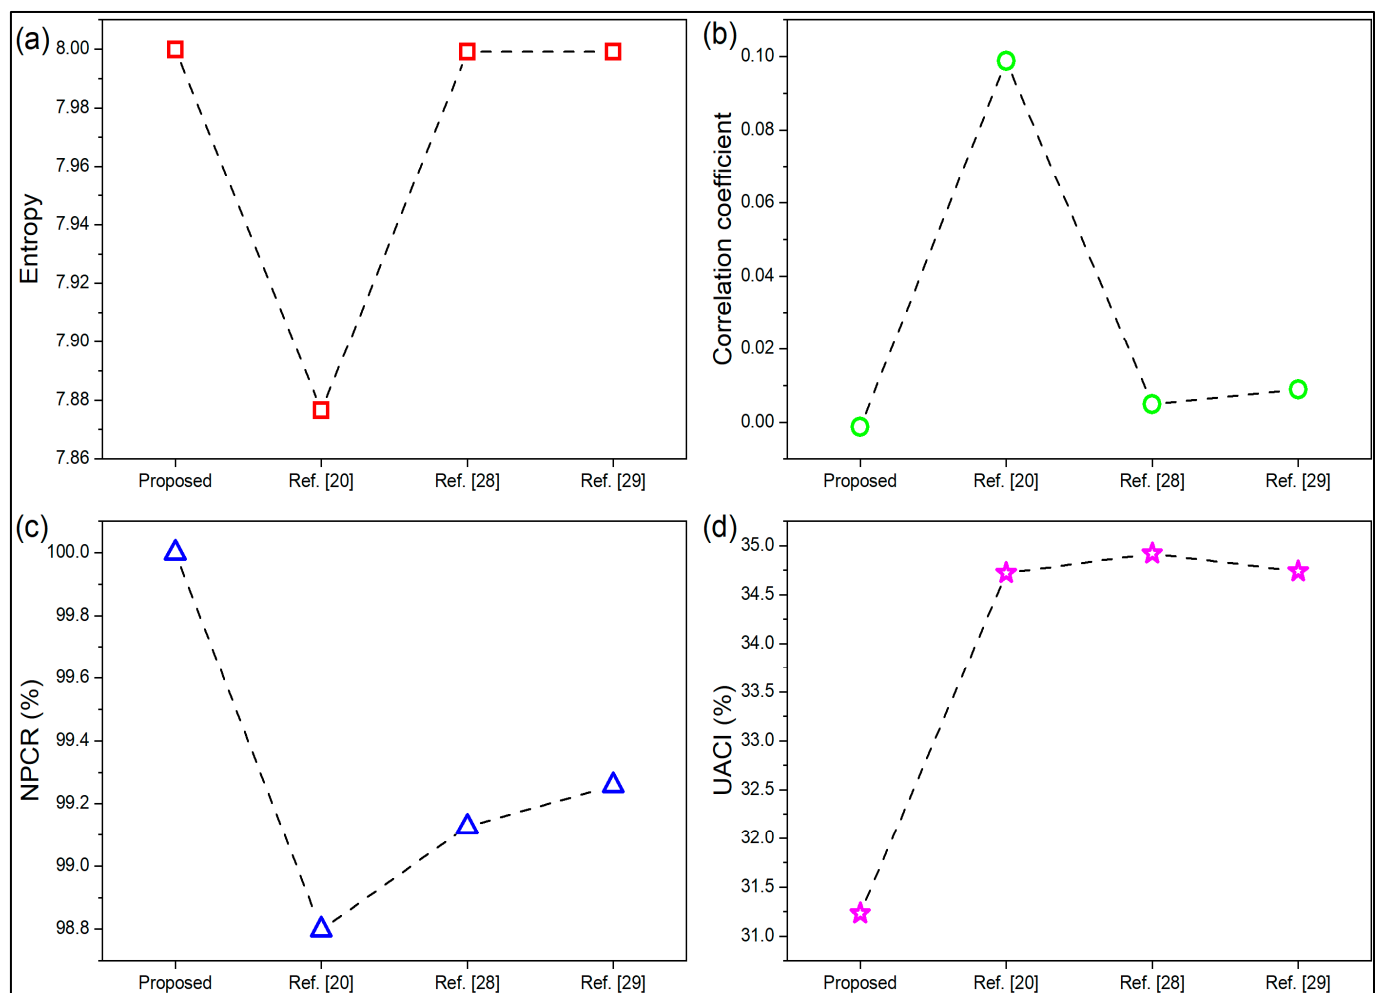 (a)
Entropy
8.00
7.98
7.96
7.94
7.92
7.90
7.88
7.86
Proposed Ref. [20] Ref. [28] Ref. [29]
(b)
Correlation coefficient
0.10
0.08
0.06
0.04
0.02
0.00
Proposed Ref. [20] Ref. [28] Ref. [29]
(c)
NPCR (%)
100.0
99.8
99.6
99.4
99.2
99.0
98.8
Proposed Ref. [20] Ref. [28] Ref. [29]
(d)
UACI (%)
35.0
34.5
34.0
33.5
33.0
32.5
32.0
31.5
31.0
Proposed Ref. [20] Ref. [28] Ref. [29]